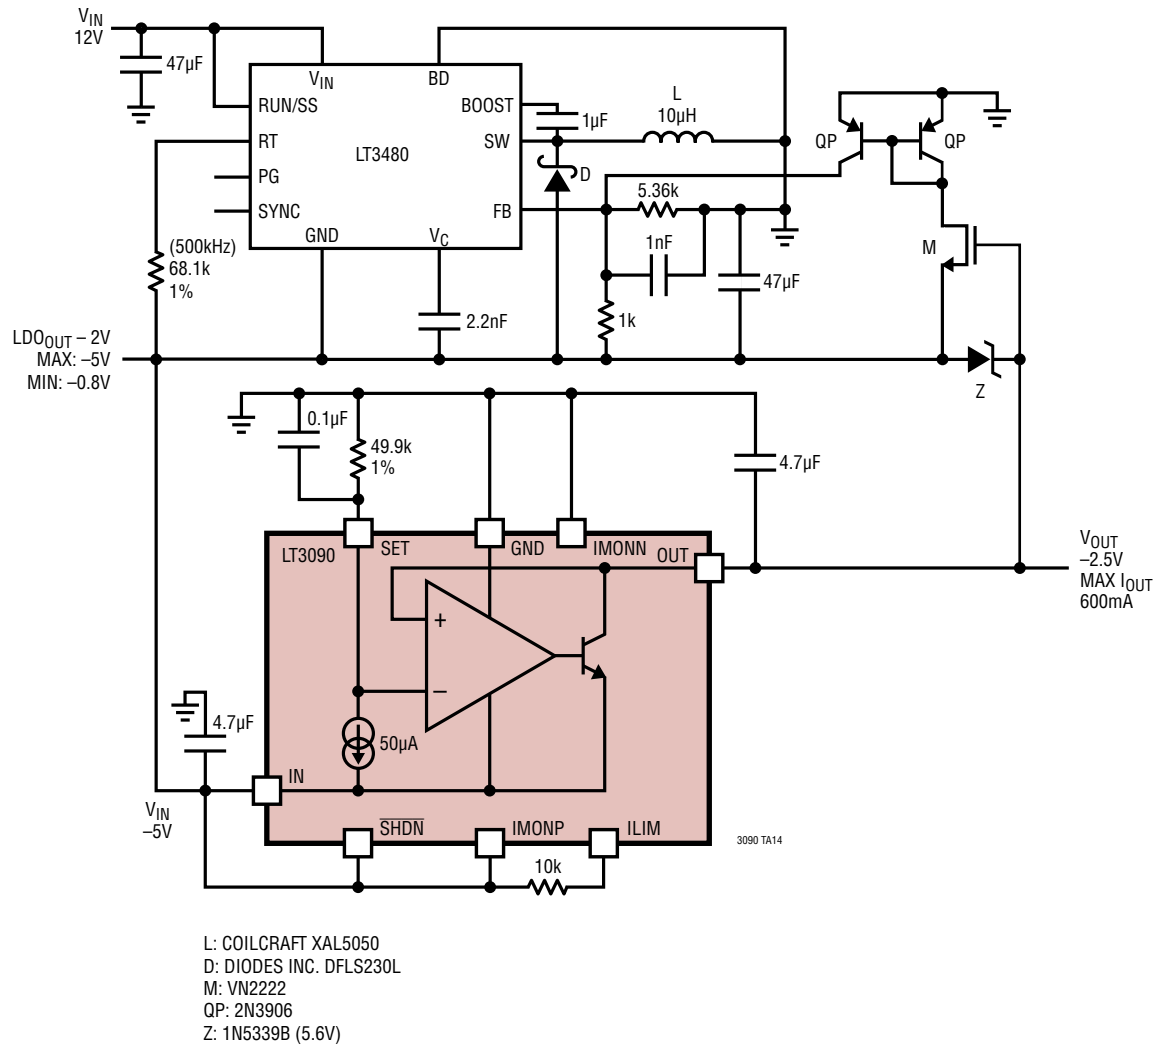 VIN
12V
47µF
VIN
BD
RUN/SS
BOOST
1µF
L
10µH
RT
LT3480
SW
QP
QP
PG
D
5.36k
SYNC
FB
GND
VC
1nF
M
(500kHz)
68.1k
1%
47µF
2.2nF
1k
LDOOUT – 2V
MAX: –5V
MIN: –0.8V
Z
0.1µF
49.9k
1%
4.7µF
LT3090
SET
GND
IMONN
OUT
VOUT
–2.5V
MAX IOUT
600mA
+
–
4.7µF
50µA
IN
VIN
–5V
SHDN
IMONP
ILIM
3090 TA14
10k
L: COILCRAFT XAL5050
D: DIODES INC. DFLS230L
M: VN2222
QP: 2N3906
Z: 1N5339B (5.6V)